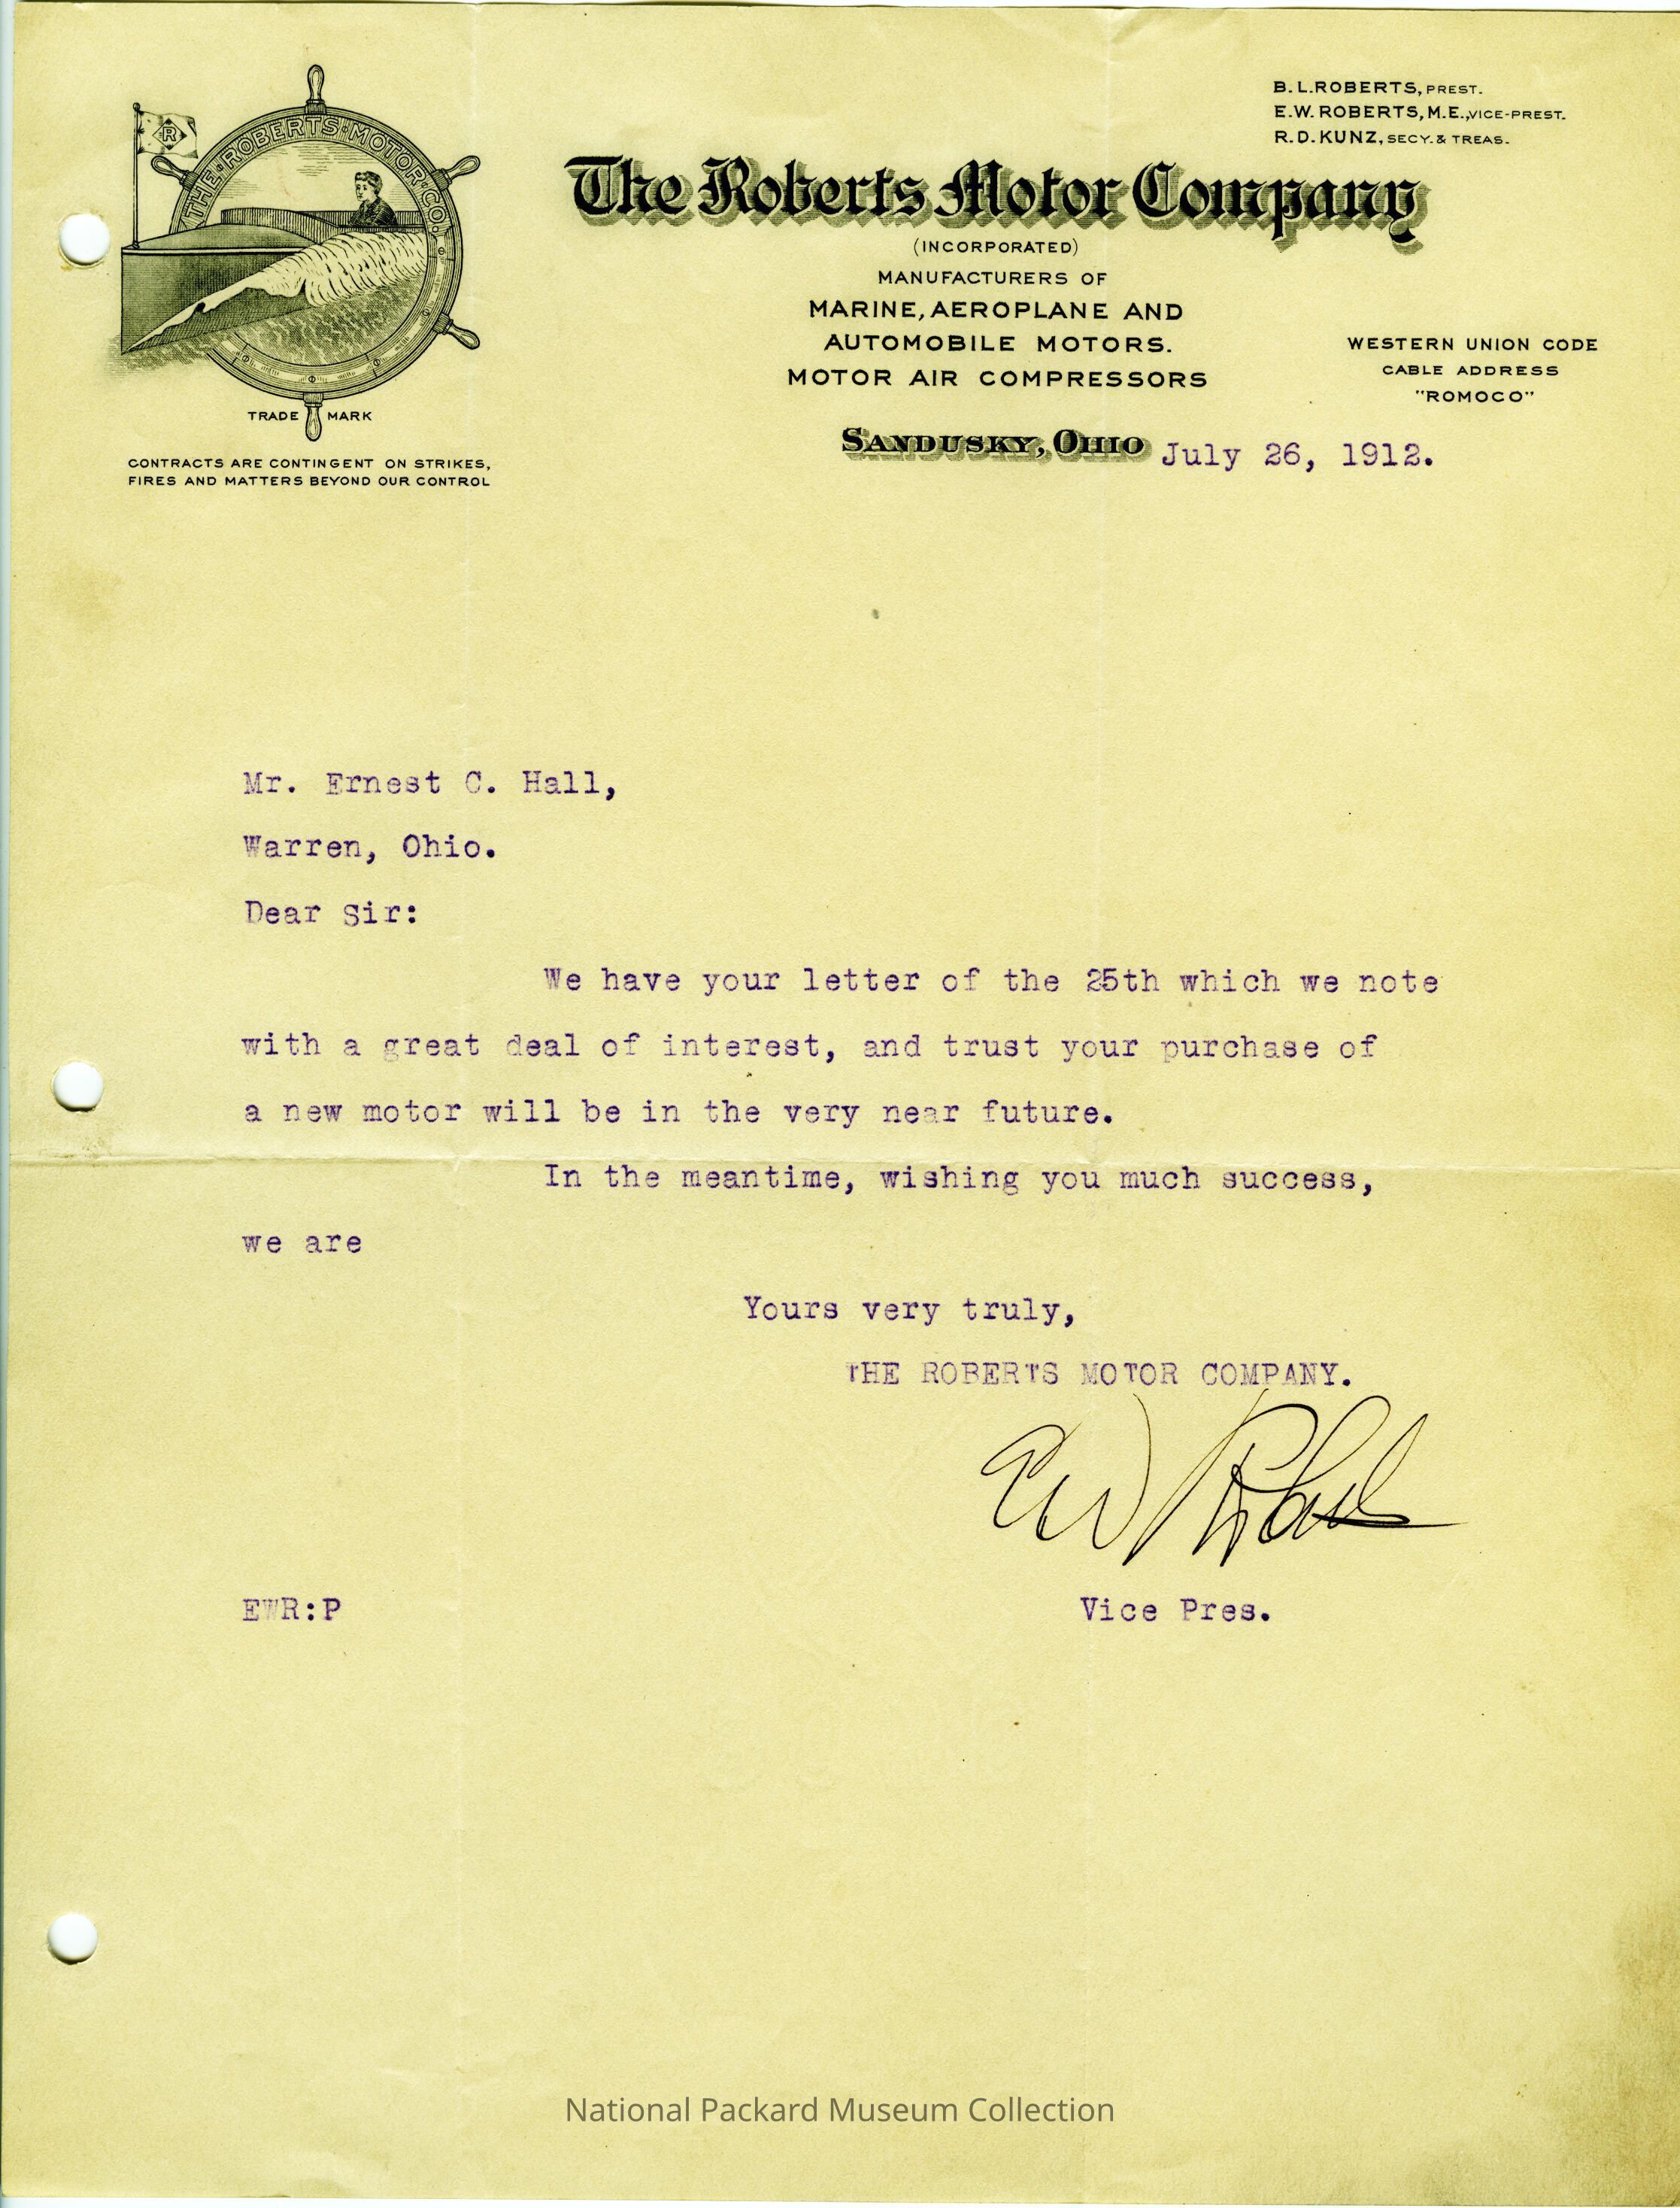 B. L. ROBERTS, PREST.
E. W. ROBERTS, M.E., VICE-PREST.
R. D. KUNZ, SECY. & TREAS.
R
THE·ROBERTS·MOTOR·CO.
The Roberts Motor Company
(INCORPORATED)
MANUFACTURERS OF
MARINE, AEROPLANE AND
AUTOMOBILE MOTORS.
MOTOR AIR COMPRESSORS
WESTERN UNION CODE
CABLE ADDRESS
"ROMOCO"
TRADE MARK
CONTRACTS ARE CONTINGENT ON STRIKES,
FIRES AND MATTERS BEYOND OUR CONTROL
SANDUSKY, OHIO July 26, 1912.
Mr. Ernest C. Hall,
Warren, Ohio.
Dear Sir:
We have your letter of the 25th which we note
with a great deal of interest, and trust your purchase of
a new motor will be in the very near future.
In the meantime, wishing you much success,
we are
Yours very truly,
THE ROBERTS MOTOR COMPANY.
EW Roberts
EWR:P Vice Pres.
National Packard Museum Collection